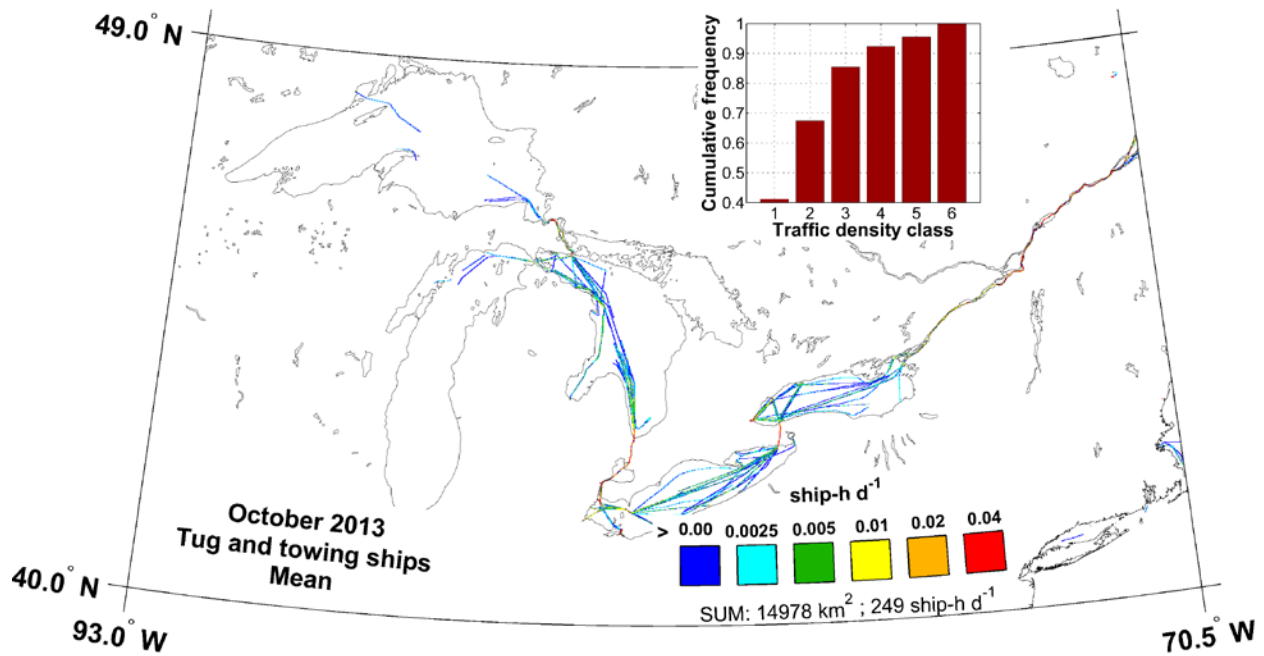 49.0° N
1
0.9
0.8
0.7
0.6
0.5
0.4
Cumulative frequency
1 2 3 4 5 6
Traffic density class
October 2013
Tug and towing ships
Mean
ship-h d⁻¹
> 0.00 0.0025 0.005 0.01 0.02 0.04
SUM: 14978 km² ; 249 ship-h d⁻¹
40.0° N
93.0° W
70.5° W